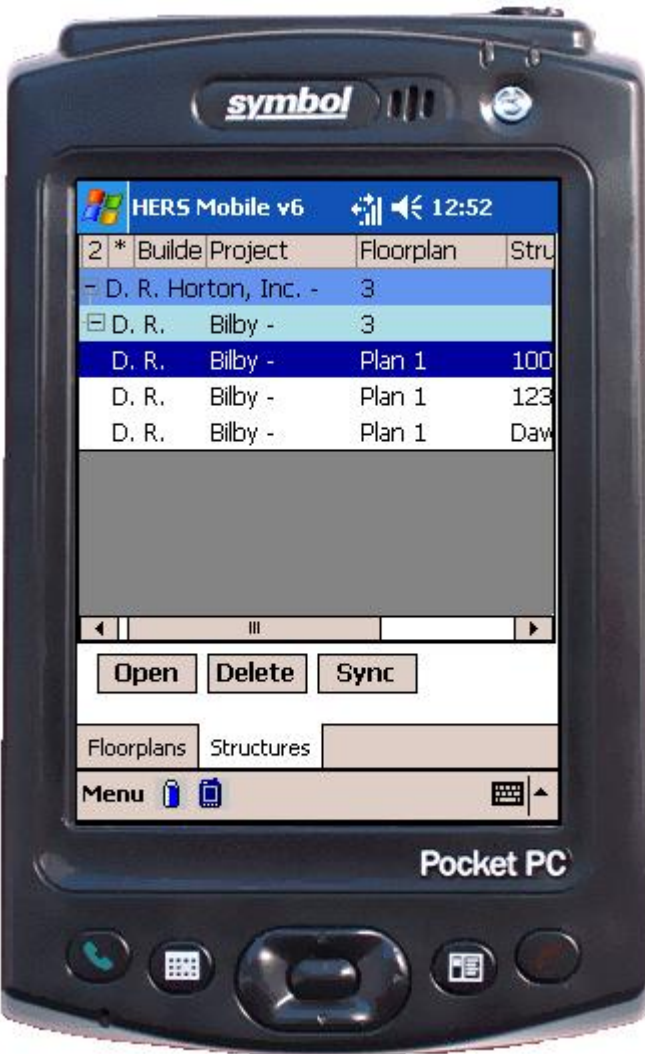 symbol
HERS Mobile v6 12:52
2 * Builde Project Floorplan Stru
D. R. Horton, Inc. - 3
D. R. Bilby - 3
D. R. Bilby - Plan 1 100
D. R. Bilby - Plan 1 123
D. R. Bilby - Plan 1 Daw
Open Delete Sync
Floorplans Structures
Menu
Pocket PC